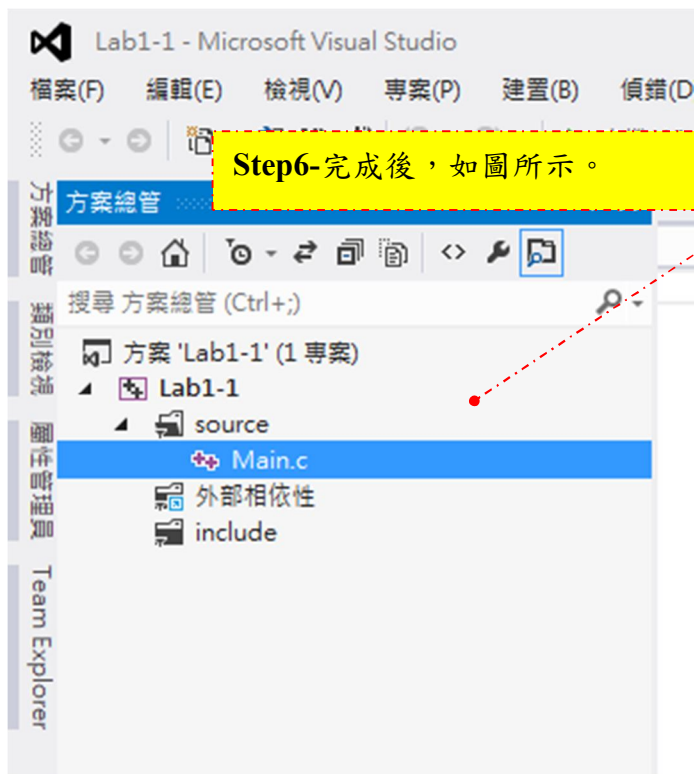 Lab1-1 - Microsoft Visual Studio
檔案(F) 編輯(E) 檢視(V) 專案(P) 建置(B) 偵錯(D
Step6-完成後，如圖所示。
方案總管
搜尋 方案總管 (Ctrl+;)
方案 'Lab1-1' (1 專案)
Lab1-1
source
Main.c
外部相依性
include
方案總管
類別檢視
屬性管理員
Team Explorer